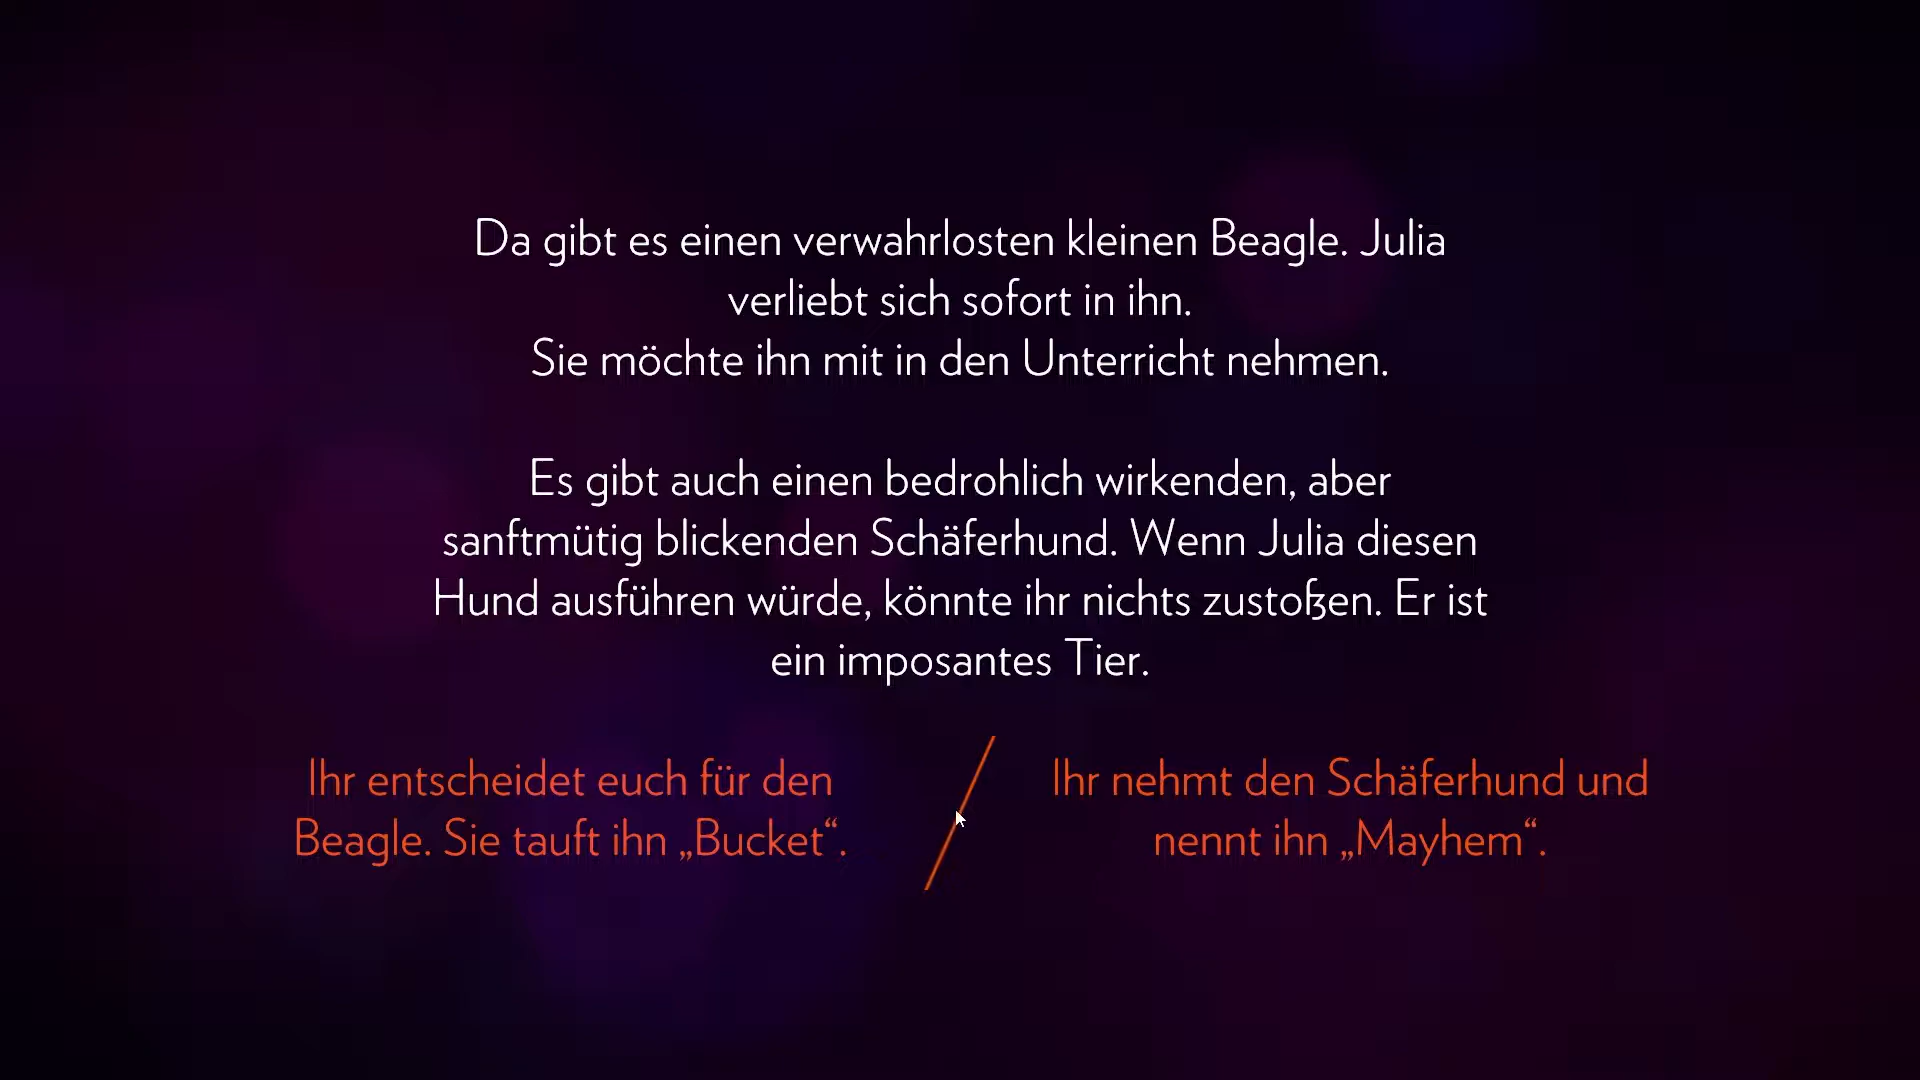 Da gibt es einen verwahrlosten kleinen Beagle. Julia
verliebt sich sofort in ihn.
Sie möchte ihn mit in den Unterricht nehmen.
Es gibt auch einen bedrohlich wirkenden, aber
sanftmütig blickenden Schäferhund. Wenn Julia diesen
Hund ausführen würde, könnte ihr nichts zustoßen. Er ist
ein imposantes Tier.
Ihr entscheidet euch für den
Beagle. Sie tauft ihn „Bucket“.
Ihr nehmt den Schäferhund und
nennt ihn „Mayhem“.